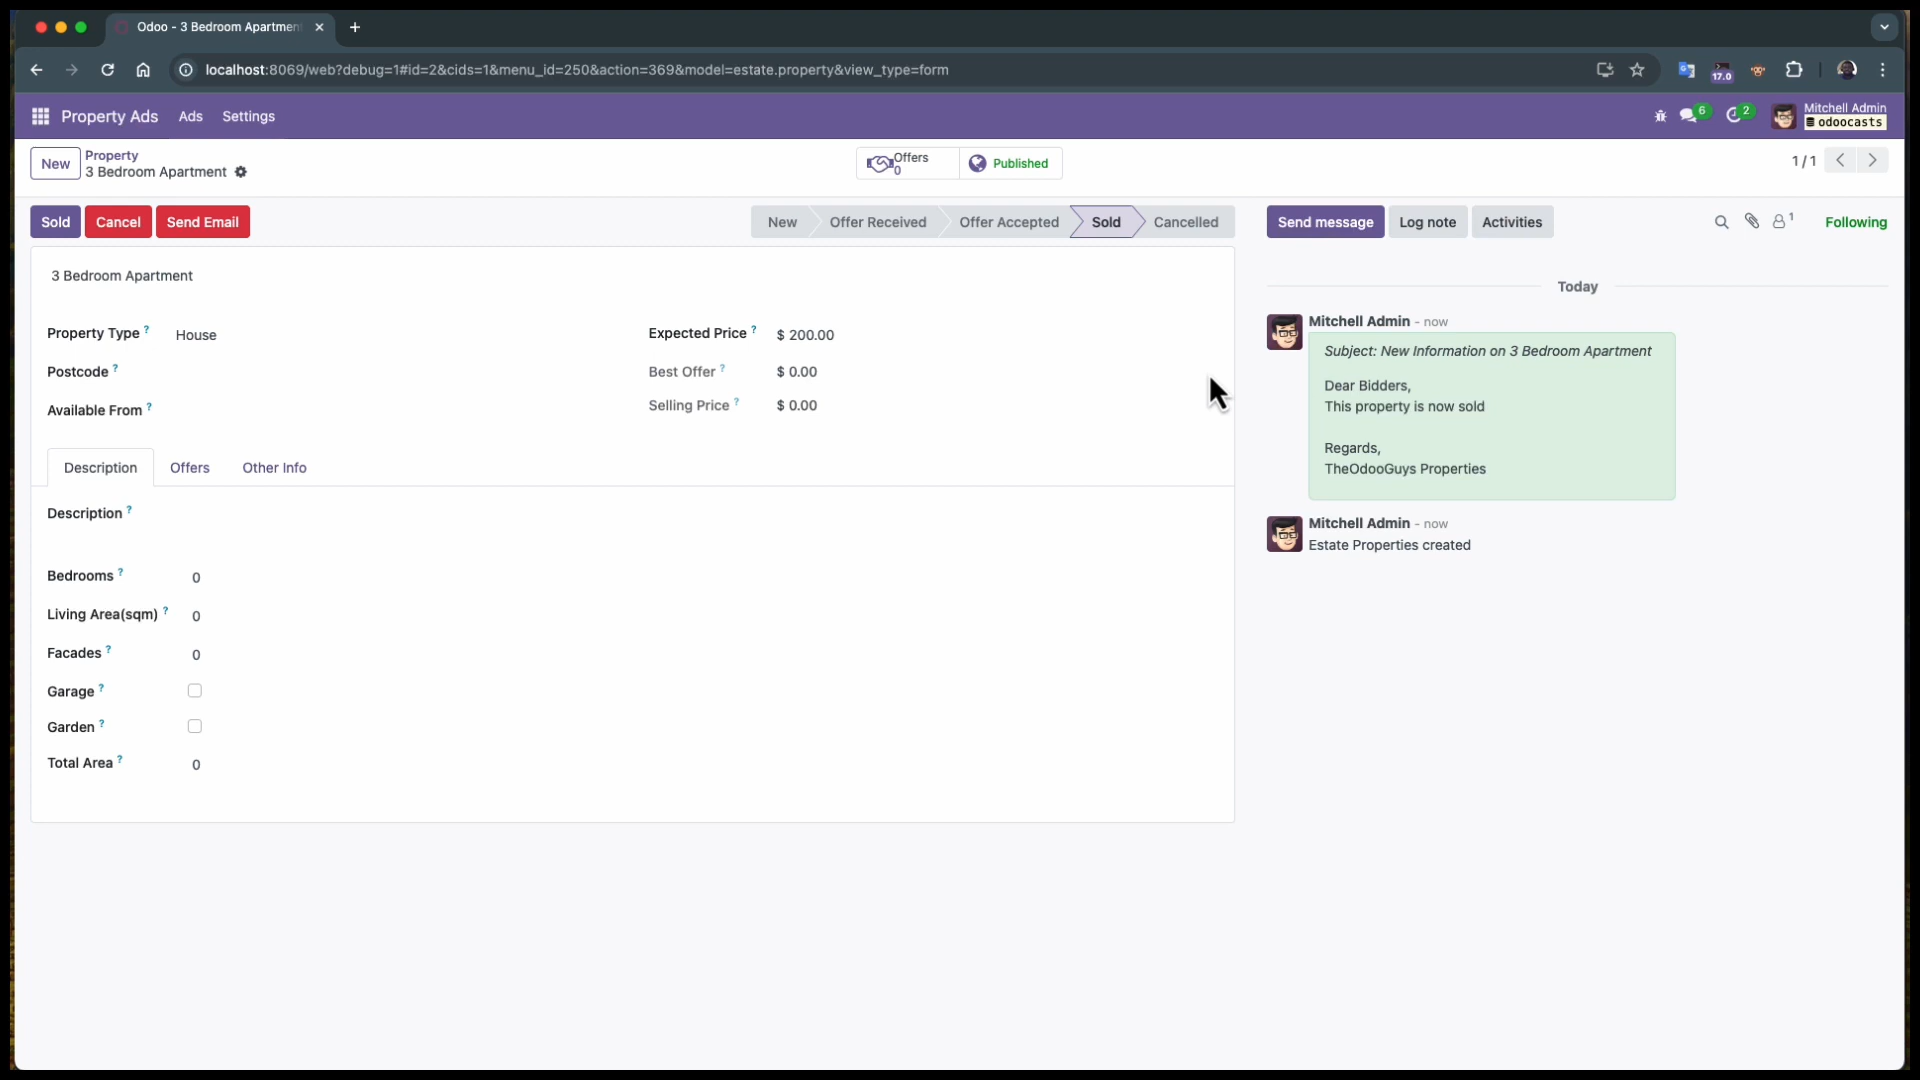 Odoo - 3 Bedroom Apartmen
localhost:8069/web?debug=1#id=2&cids=1&menu_id=250&action=369&model=estate.property&view_type=form
17.0
Property Ads Ads Settings
6 2 Mitchell Admin
odoocasts
New Property
3 Bedroom Apartment
Offers
0
Published
1 / 1
Sold Cancel Send Email
New Offer Received Offer Accepted Sold Cancelled
Send message Log note Activities
1 Following
3 Bedroom Apartment
Property Type ? House
Postcode ?
Available From ?
Expected Price ? $ 200.00
Best Offer ? $ 0.00
Selling Price ? $ 0.00
Description Offers Other Info
Description ?
Bedrooms ? 0
Living Area(sqm) ? 0
Facades ? 0
Garage ?
Garden ?
Total Area ? 0
Today
Mitchell Admin - now
Subject: New Information on 3 Bedroom Apartment
Dear Bidders,
This property is now sold
Regards,
TheOdooGuys Properties
Mitchell Admin - now
Estate Properties created